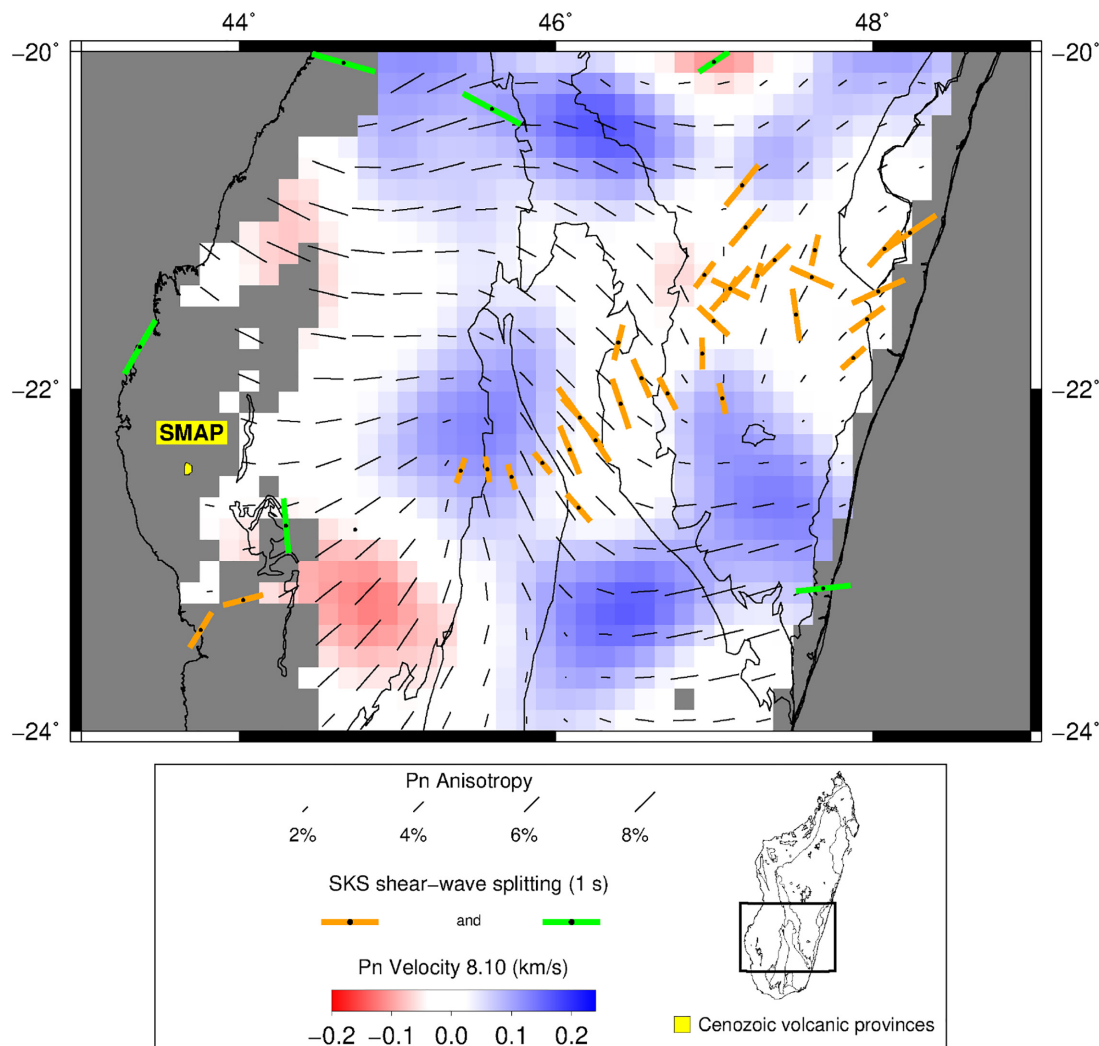 44° 46° 48°
−20° −20°
−22° −22°
SMAP
−24° −24°
Pn Anisotropy
2% 4% 6% 8%
SKS shear−wave splitting (1 s)
and
Pn Velocity 8.10 (km/s)
−0.2 −0.1 0.0 0.1 0.2
Cenozoic volcanic provinces